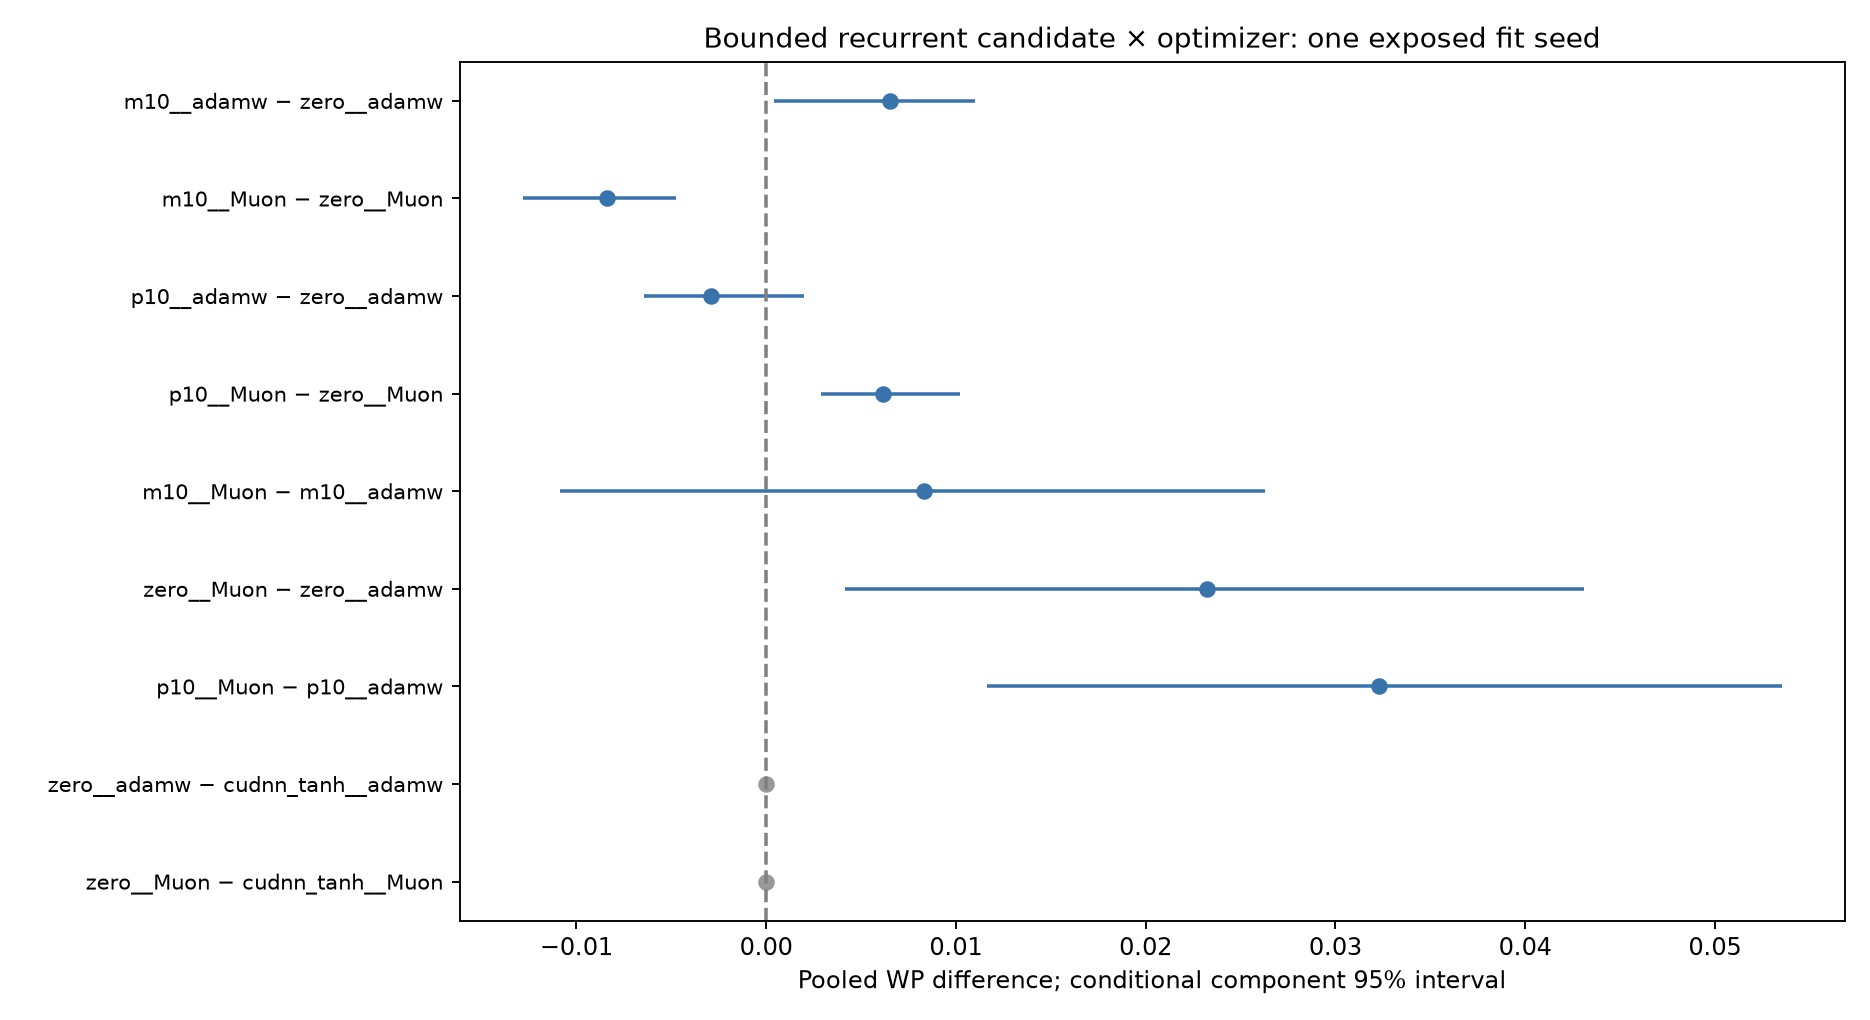 Bounded recurrent candidate × optimizer: one exposed fit seed
m10__adamw − zero__adamw
m10__Muon − zero__Muon
p10__adamw − zero__adamw
p10__Muon − zero__Muon
m10__Muon − m10__adamw
zero__Muon − zero__adamw
p10__Muon − p10__adamw
zero__adamw − cudnn_tanh__adamw
zero__Muon − cudnn_tanh__Muon
−0.01 0.00 0.01 0.02 0.03 0.04 0.05
Pooled WP difference; conditional component 95% interval